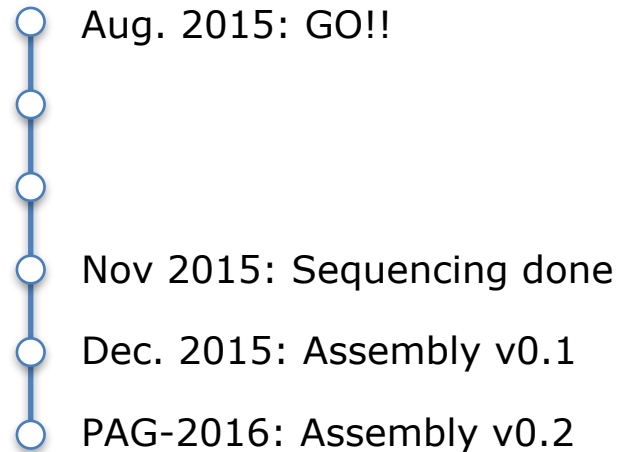 Aug. 2015: GO!!
Nov 2015: Sequencing done
Dec. 2015: Assembly v0.1
PAG-2016: Assembly v0.2